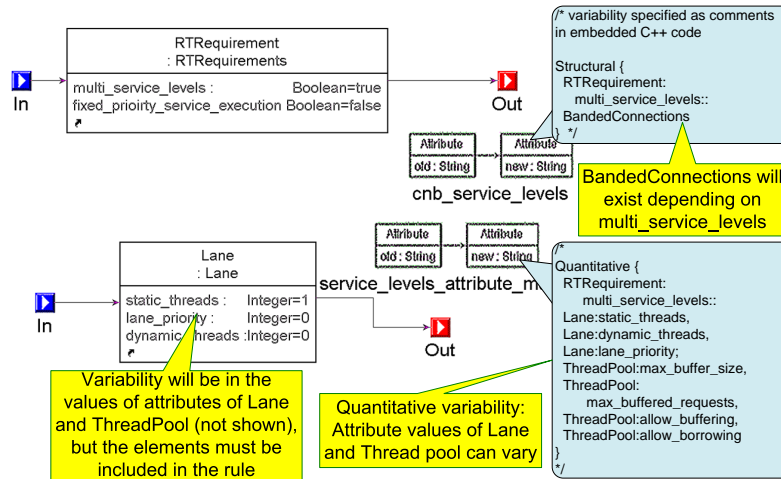 RTRequirement
: RTRequirements
multi_service_levels : Boolean=true
fixed_prioirty_service_execution Boolean=false
In
Out
/* variability specified as comments
in embedded C++ code
Structural {
RTRequirement:
multi_service_levels::
BandedConnections
} */
Attribute
old : String
Attribute
new : String
cnb_service_levels
BandedConnections will
exist depending on
multi_service_levels
Attribute
old : String
Attribute
new : String
service_levels_attribute_m
Lane
: Lane
static_threads : Integer=1
lane_priority : Integer=0
dynamic_threads :Integer=0
In
Out
/*
Quantitative {
RTRequirement:
multi_service_levels::
Lane:static_threads,
Lane:dynamic_threads,
Lane:lane_priority;
ThreadPool:max_buffer_size,
ThreadPool:
max_buffered_requests,
ThreadPool:allow_buffering,
ThreadPool:allow_borrowing
}
*/
Variability will be in the
values of attributes of Lane
and ThreadPool (not shown),
but the elements must be
included in the rule
Quantitative variability:
Attribute values of Lane
and Thread pool can vary